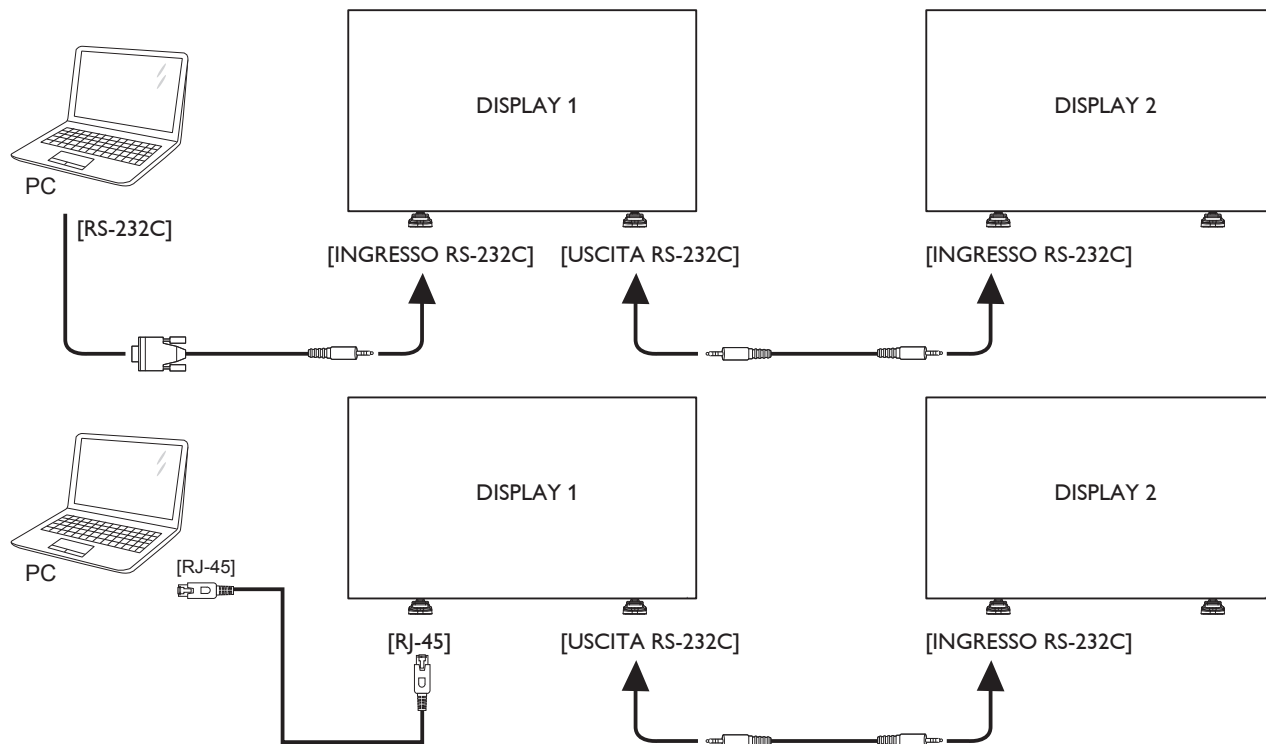 DISPLAY 1
DISPLAY 2
PC
[RS-232C]
[INGRESSO RS-232C]
[USCITA RS-232C]
[INGRESSO RS-232C]
DISPLAY 1
DISPLAY 2
PC
[RJ-45]
[RJ-45]
[USCITA RS-232C]
[INGRESSO RS-232C]